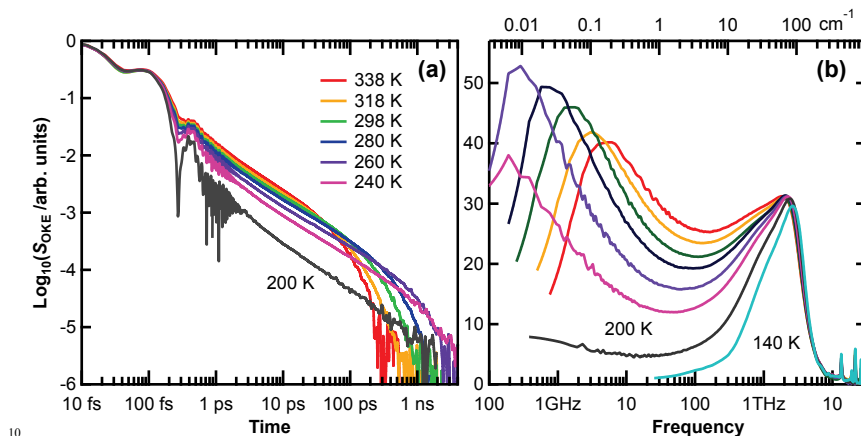 0.01 0.1 1 10 100 cm⁻¹
0
(a)
(b)
338 K
318 K
298 K
280 K
260 K
240 K
-1
-2
-3
-4
-5
-6
Log₁₀(S_OKE /arb. units)
200 K
10 fs 100 fs 1 ps 10 ps 100 ps 1 ns
Time
50
40
30
20
10
0
200 K
140 K
100 1GHz 10 100 1THz 10
Frequency
10